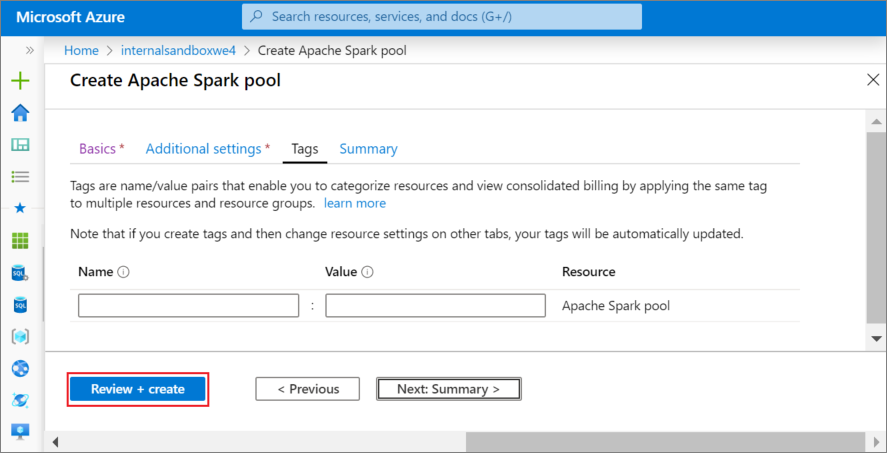 Microsoft Azure
Search resources, services, and docs (G+/)
» Home > internalsandboxwe4 > Create Apache Spark pool
Create Apache Spark pool
Basics * Additional settings * Tags Summary
Tags are name/value pairs that enable you to categorize resources and view consolidated billing by applying the same tag
to multiple resources and resource groups. learn more
Note that if you create tags and then change resource settings on other tabs, your tags will be automatically updated.
Name Value Resource
: Apache Spark pool
Review + create < Previous Next: Summary >
SQL
SQL